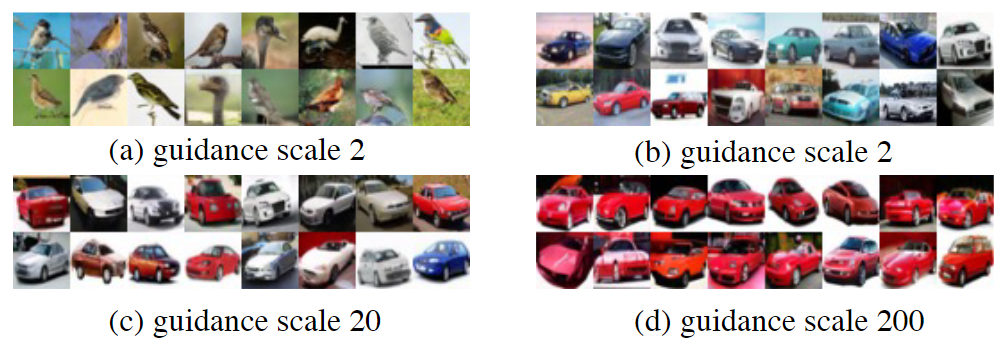 (a) guidance scale 2
(b) guidance scale 2
(c) guidance scale 20
(d) guidance scale 200